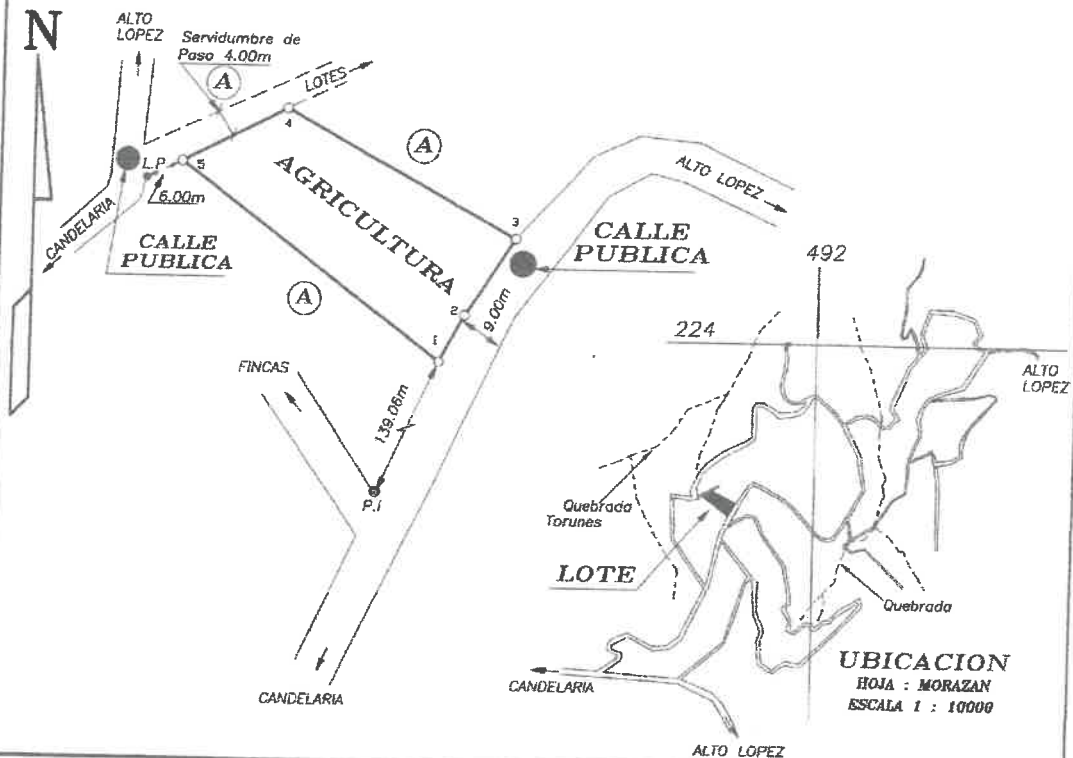 N
ALTO
LOPEZ
Servidumbre de
Paso 4.00m
A
LOTES
4
A
L.P
5
6.00m
CANDELARIA
CALLE
PUBLICA
AGRICULTURA
ALTO LOPEZ
3
CALLE
PUBLICA
2
9.00m
A
1
FINCAS
139.06m
P.I
CANDELARIA
492
224
ALTO
LOPEZ
Quebrada
Torunes
LOTE
Quebrada
UBICACION
HOJA : MORAZAN
ESCALA 1 : 10000
CANDELARIA
ALTO LOPEZ